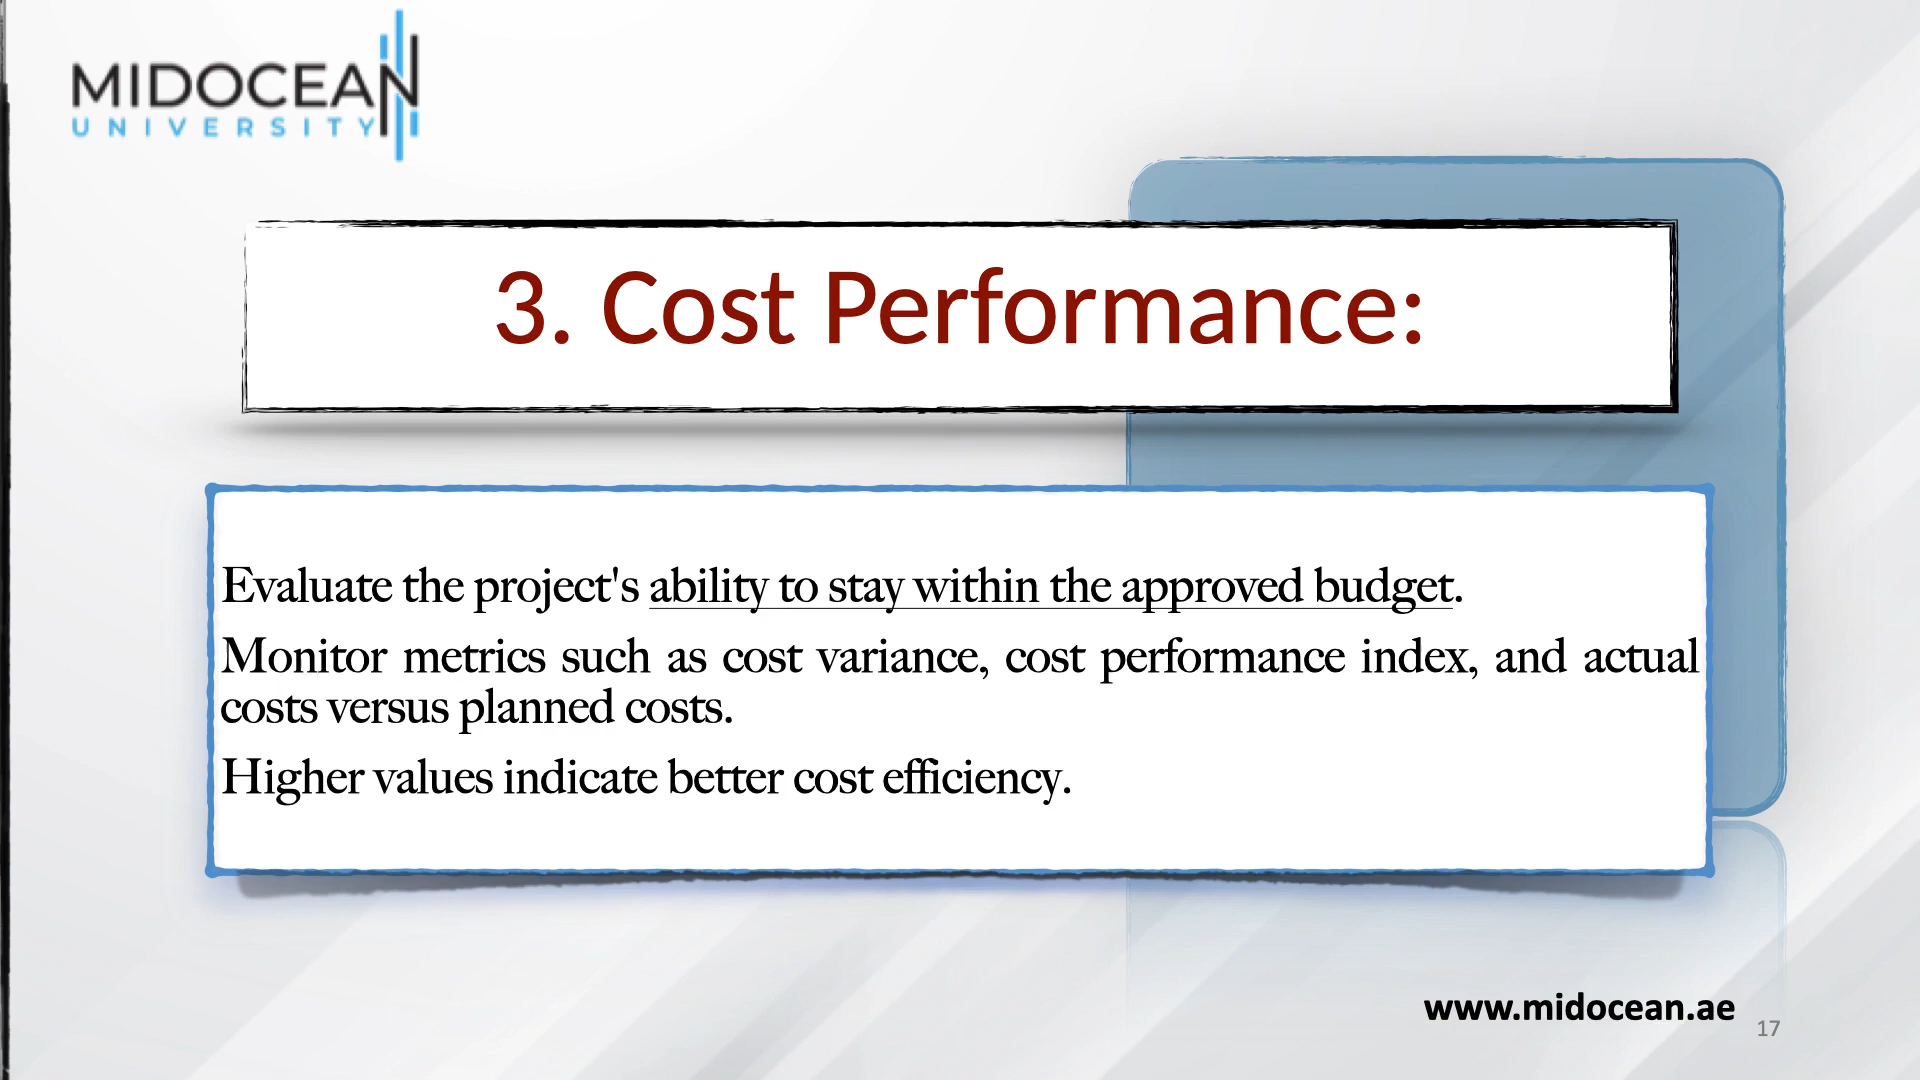 MIDOCEAN
UNIVERSITY
3. Cost Performance:
Evaluate the project's ability to stay within the approved budget.
Monitor metrics such as cost variance, cost performance index, and actual
costs versus planned costs.
Higher values indicate better cost efficiency.
www.midocean.ae
17